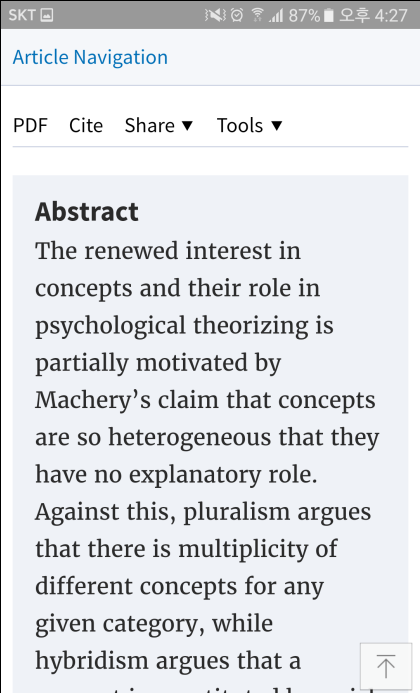 SKT 87% 오후 4:27
Article Navigation
PDF Cite Share ▼ Tools ▼
Abstract
The renewed interest in
concepts and their role in
psychological theorizing is
partially motivated by
Machery’s claim that concepts
are so heterogeneous that they
have no explanatory role.
Against this, pluralism argues
that there is multiplicity of
different concepts for any
given category, while
hybridism argues that a